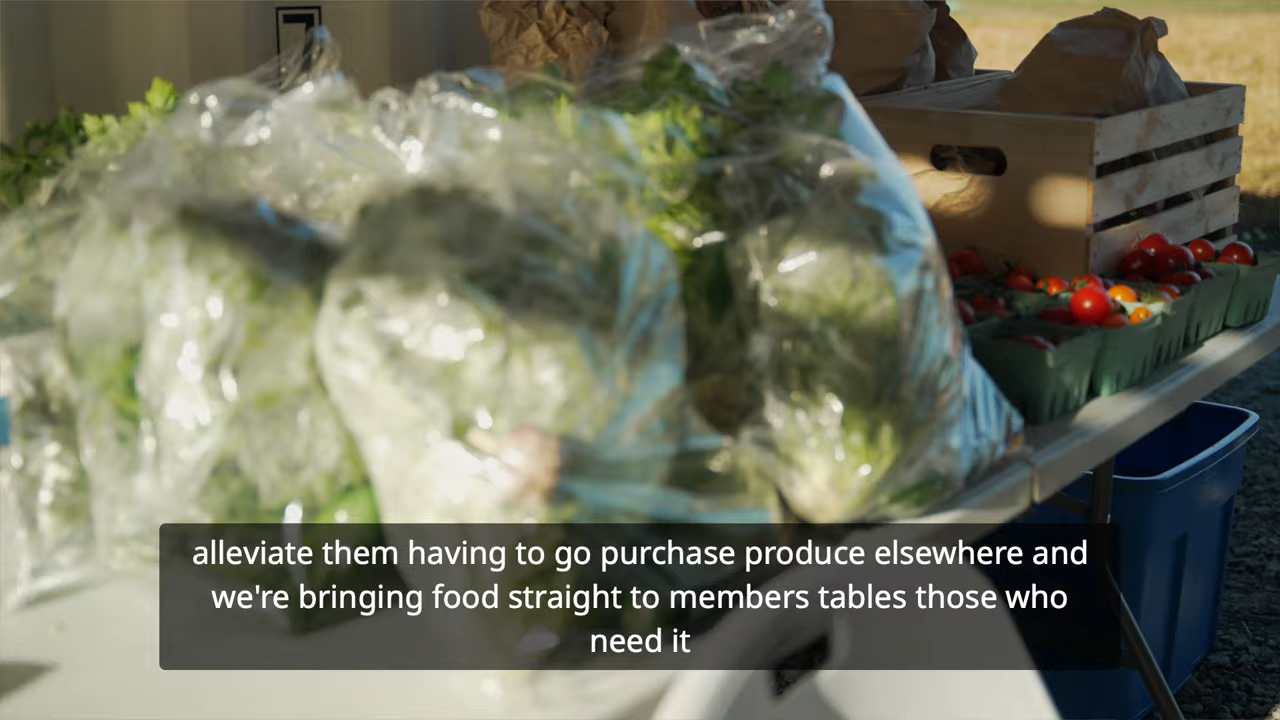 alleviate them having to go purchase produce elsewhere and
we're bringing food straight to members tables those who
need it